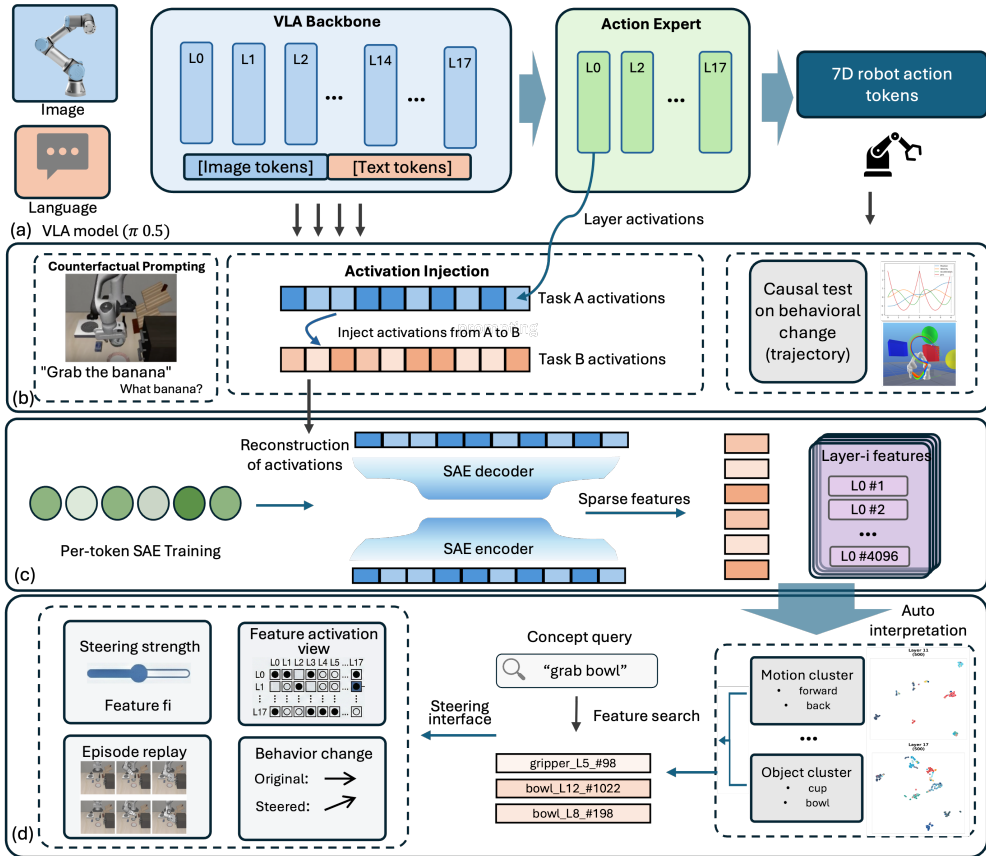 VLA Backbone
Action Expert
L0
L1
L2
L14
L17
...
...
L0
L2
L17
...
7D robot action
tokens
Image
[Image tokens]
[Text tokens]
Language
(a) VLA model (π 0.5)
Layer activations
Counterfactual Prompting
"Grab the banana"
What banana?
(b)
Activation Injection
Task A activations
Inject activations from A to B
Task B activations
Causal test
on behavioral
change
(trajectory)
Reconstruction
of activations
SAE decoder
Sparse features
SAE encoder
Per-token SAE Training
(c)
Layer-i features
L0 #1
L0 #2
...
L0 #4096
Auto
interpretation
Steering strength
Feature fi
Feature activation
view
L0 L1 L2 L3 L4 L5 ...L17
L0
L1
L17
Episode replay
Behavior change
Original:
Steered:
(d)
Steering
interface
Concept query
“grab bowl”
Feature search
gripper_L5_#98
bowl_L12_#1022
bowl_L8_#198
Motion cluster
• forward
• back
...
Object cluster
• cup
• bowl
Layer 11
(500)
Layer 17
(500)